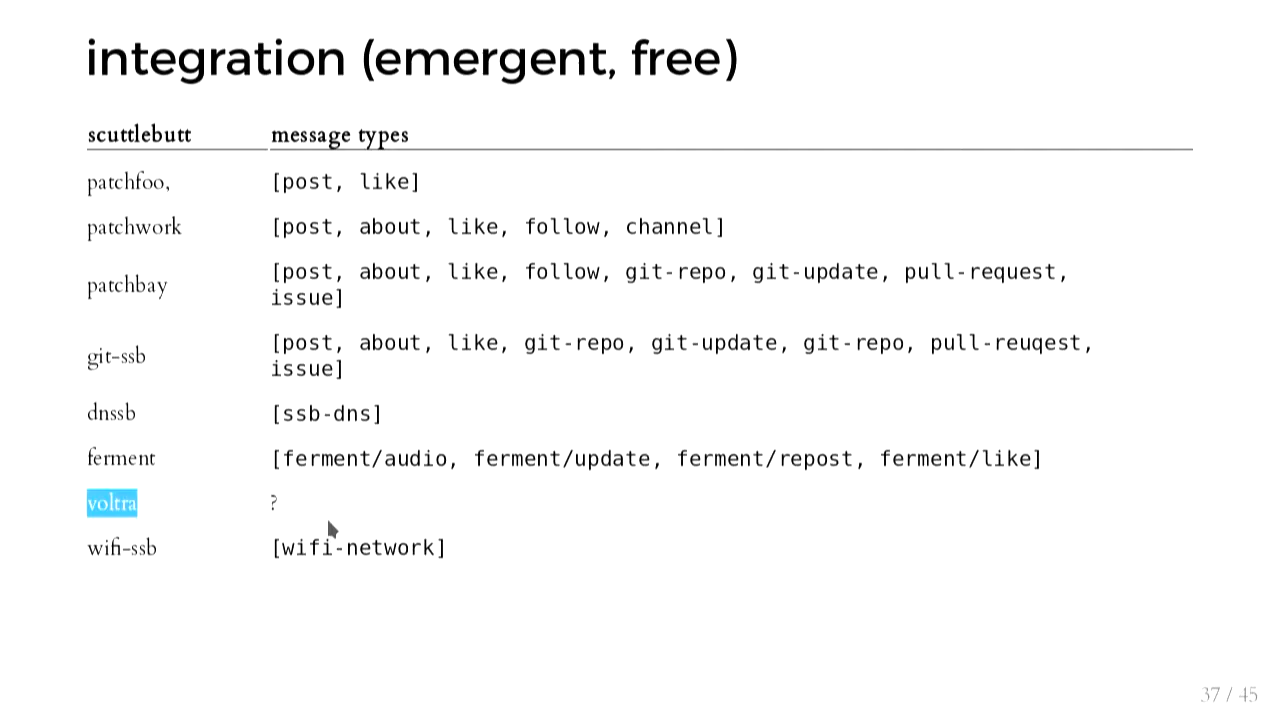 integration (emergent, free)
scuttlebutt message types
patchfoo, [post, like]
patchwork [post, about, like, follow, channel]
patchbay [post, about, like, follow, git-repo, git-update, pull-request,
issue]
git-ssb [post, about, like, git-repo, git-update, git-repo, pull-reuqest,
issue]
dnssb [ssb-dns]
ferment [ferment/audio, ferment/update, ferment/repost, ferment/like]
voltra ?
wifi-ssb [wifi-network]
37 / 45